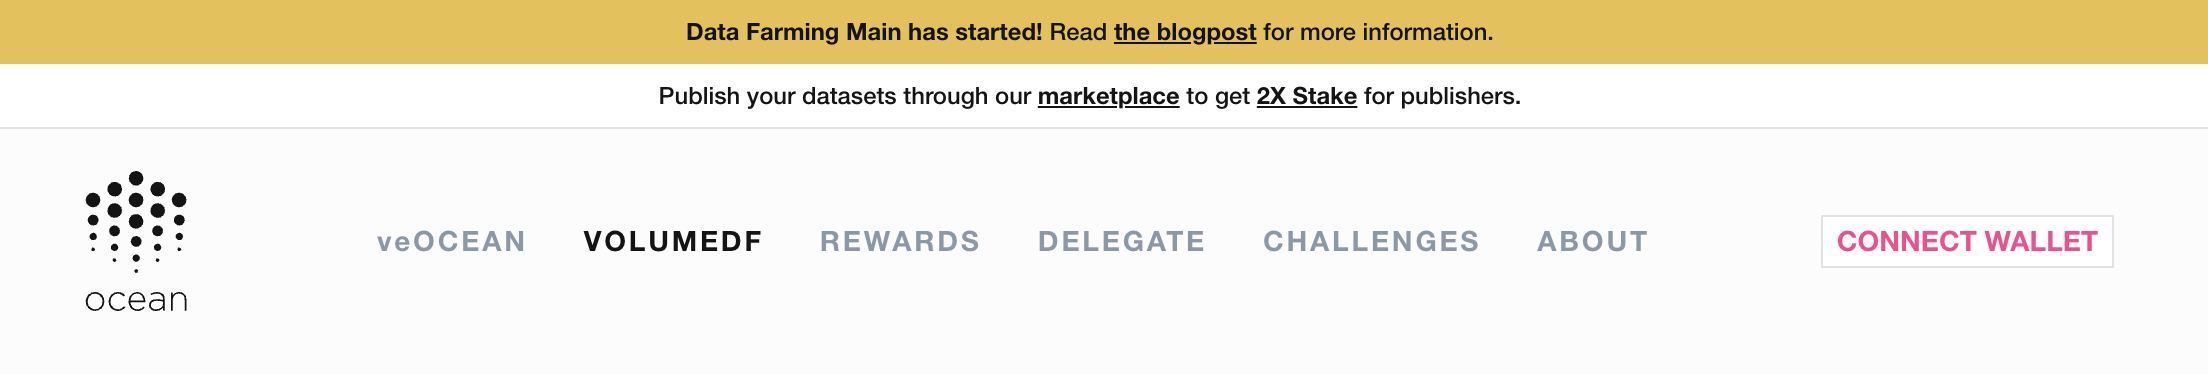 Data Farming Main has started! Read the blogpost for more information.
Publish your datasets through our marketplace to get 2X Stake for publishers.
ocean
veOCEAN VOLUMEDF REWARDS DELEGATE CHALLENGES ABOUT CONNECT WALLET